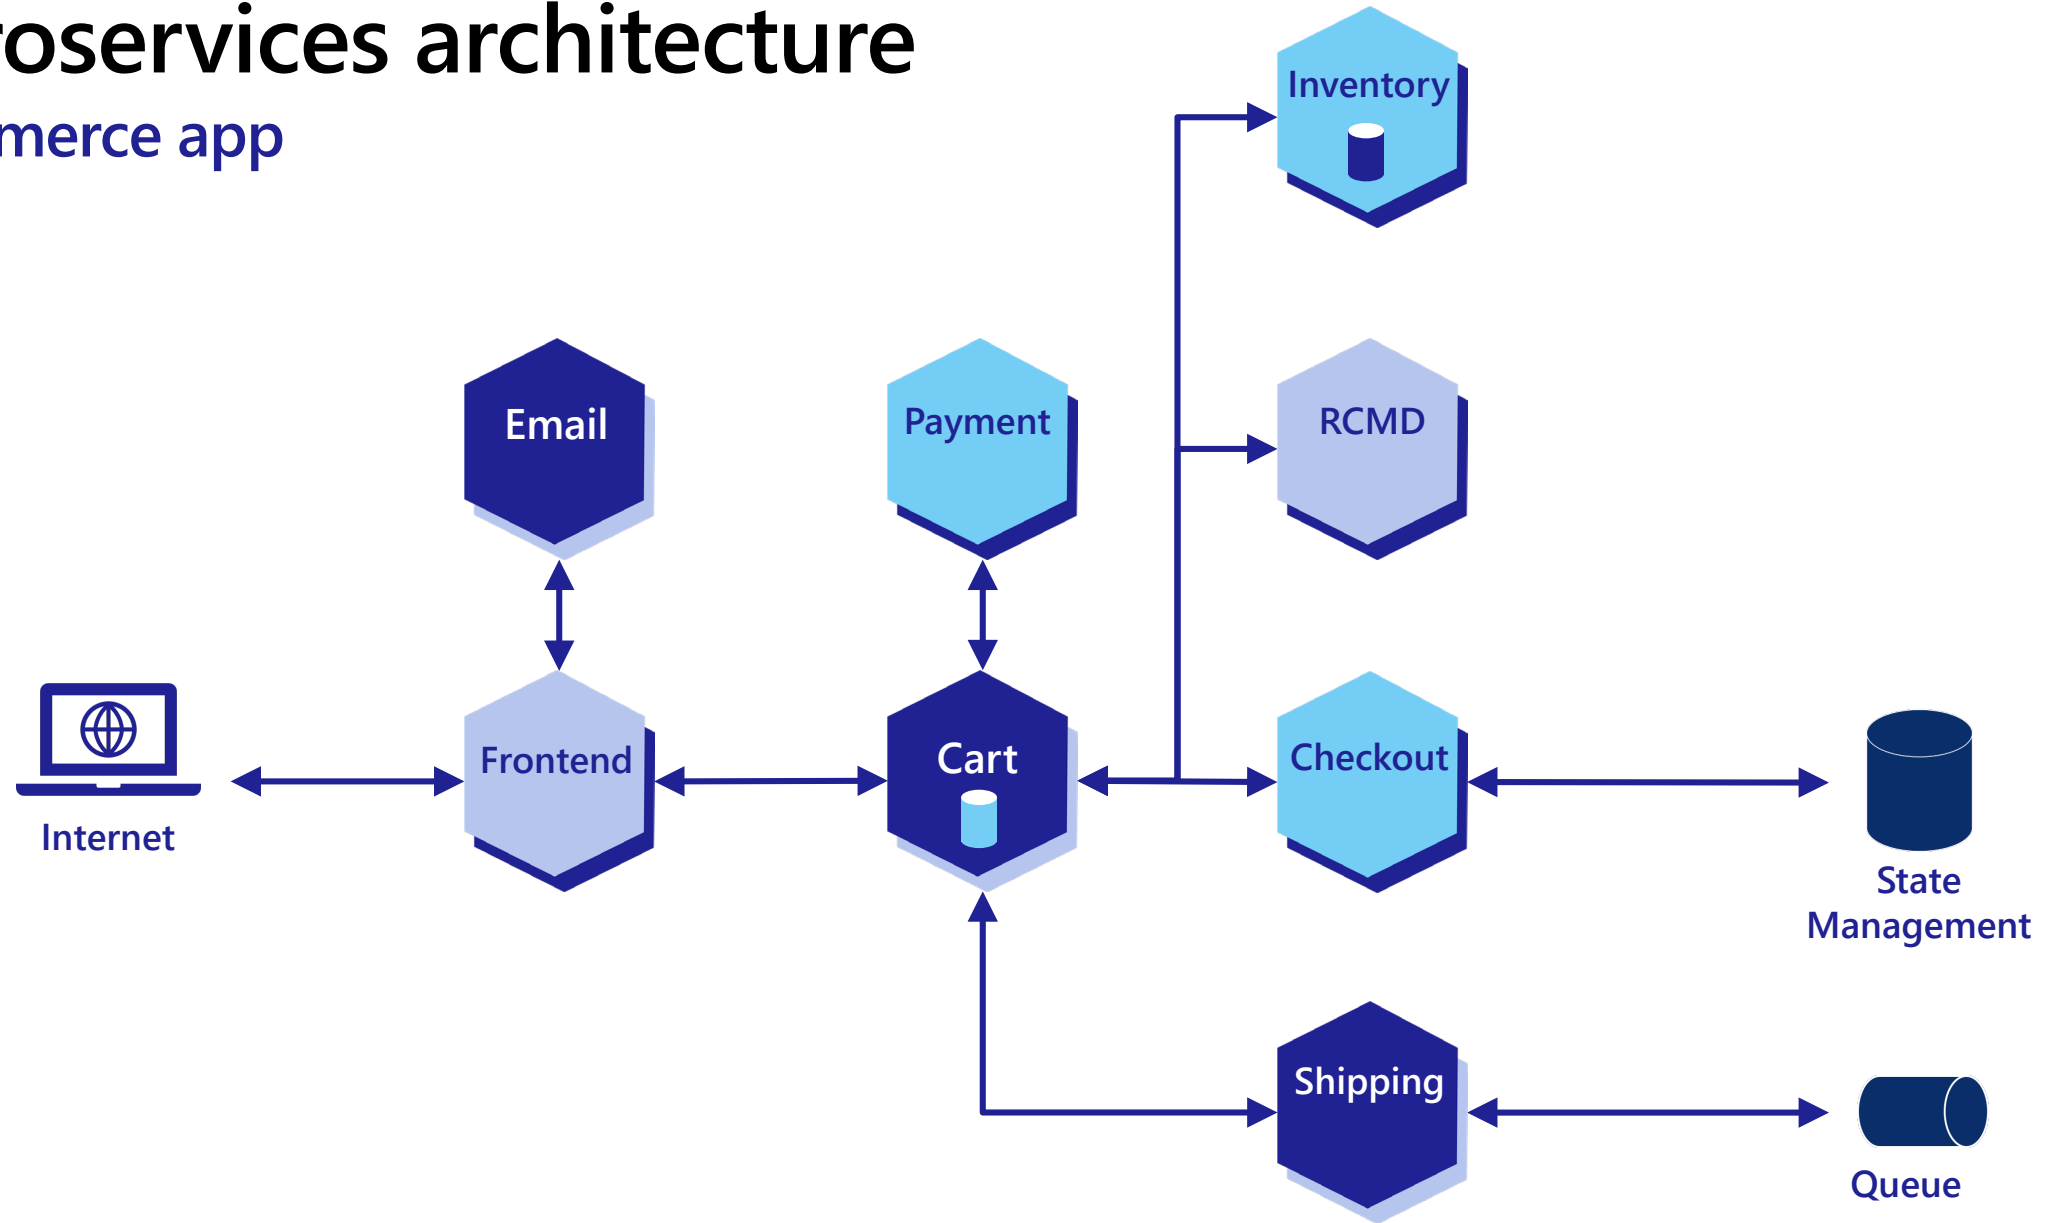 roservices architecture
merce app
Inventory
Email
Payment
RCMD
Internet
Frontend
Cart
Checkout
State
Management
Shipping
Queue